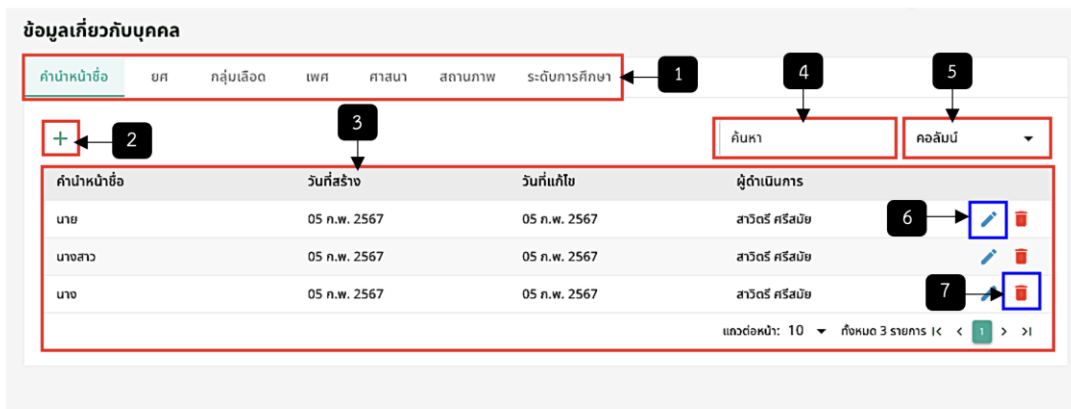 ข้อมูลเกี่ยวกับบุคคล
คำนำหน้าชื่อ ยศ กลุ่มเลือด เพศ ศาสนา สถานภาพ ระดับการศึกษา 1 4 5
+ 2 3 ค้นหา คอลัมน์
คำนำหน้าชื่อ วันที่สร้าง วันที่แก้ไข ผู้ดำเนินการ
นาย 05 ก.พ. 2567 05 ก.พ. 2567 สาวิตรี ศรีสมัย 6
นางสาว 05 ก.พ. 2567 05 ก.พ. 2567 สาวิตรี ศรีสมัย
นาง 05 ก.พ. 2567 05 ก.พ. 2567 สาวิตรี ศรีสมัย 7
แถวต่อหน้า: 10 ทั้งหมด 3 รายการ |< < 1 > >|